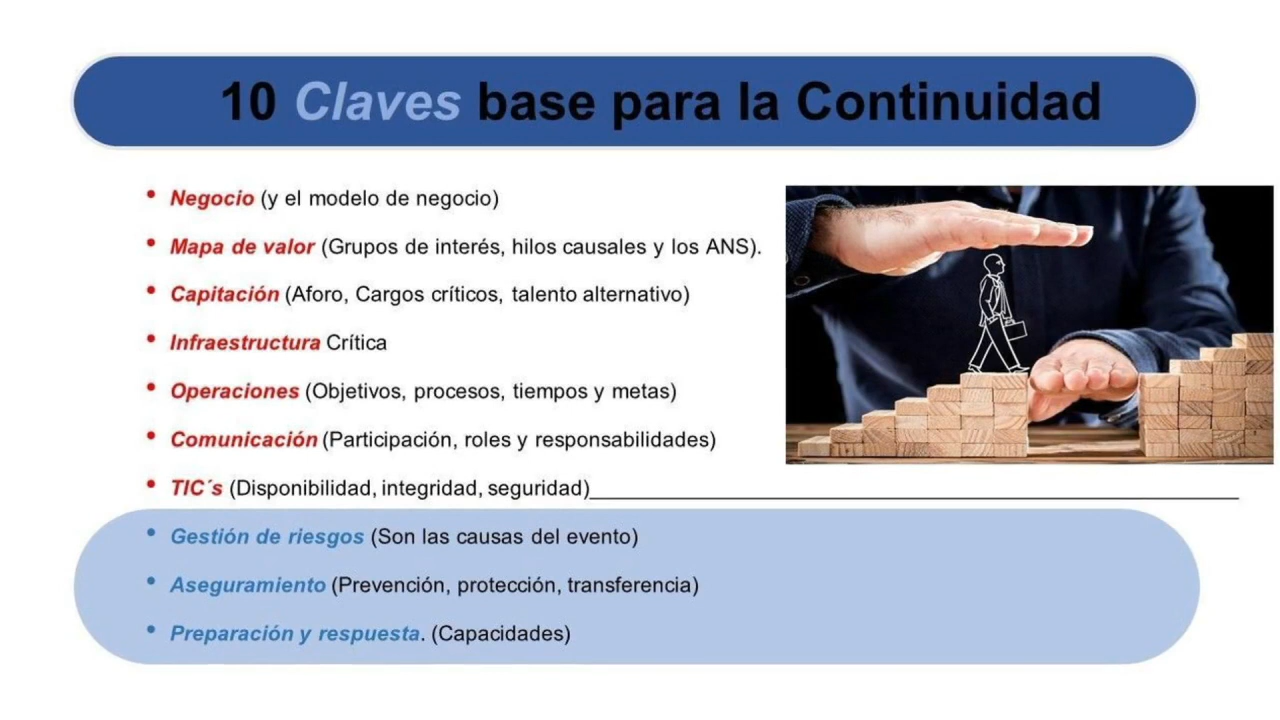 10 Claves base para la Continuidad
• Negocio (y el modelo de negocio)
• Mapa de valor (Grupos de interés, hilos causales y los ANS).
• Capitación (Aforo, Cargos críticos, talento alternativo)
• Infraestructura Crítica
• Operaciones (Objetivos, procesos, tiempos y metas)
• Comunicación (Participación, roles y responsabilidades)
• TIC´s (Disponibilidad, integridad, seguridad)
• Gestión de riesgos (Son las causas del evento)
• Aseguramiento (Prevención, protección, transferencia)
• Preparación y respuesta. (Capacidades)